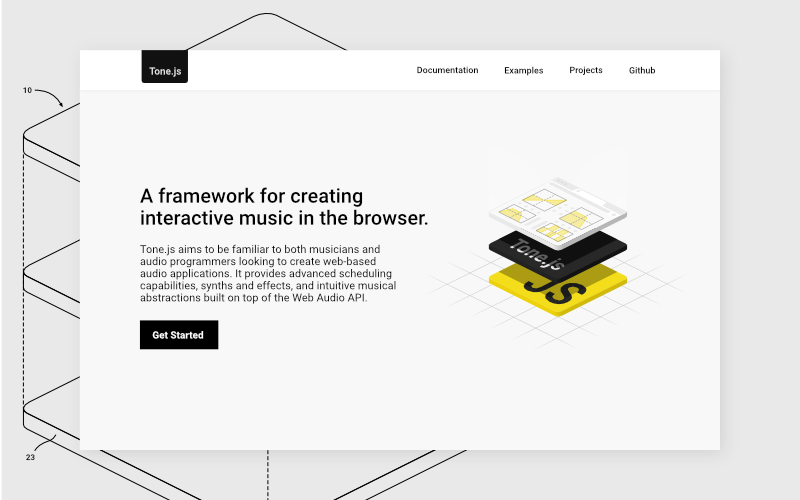 Tone.js
Documentation
Examples
Projects
Github
10
A framework for creating
interactive music in the browser.
Tone.js aims to be familiar to both musicians and
audio programmers looking to create web-based
audio applications. It provides advanced scheduling
capabilities, synths and effects, and intuitive musical
abstractions built on top of the Web Audio API.
Get Started
Tone.js
JS
23